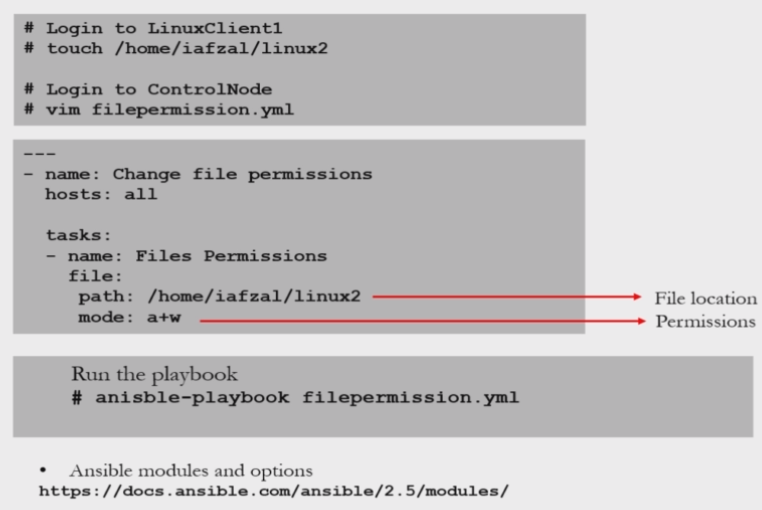 # Login to LinuxClient1
# touch /home/iafzal/linux2
# Login to ControlNode
# vim filepermission.yml
---
- name: Change file permissions
hosts: all
tasks:
- name: Files Permissions
file:
path: /home/iafzal/linux2 File location
mode: a+w Permissions
Run the playbook
# anisble-playbook filepermission.yml
• Ansible modules and options
https://docs.ansible.com/ansible/2.5/modules/